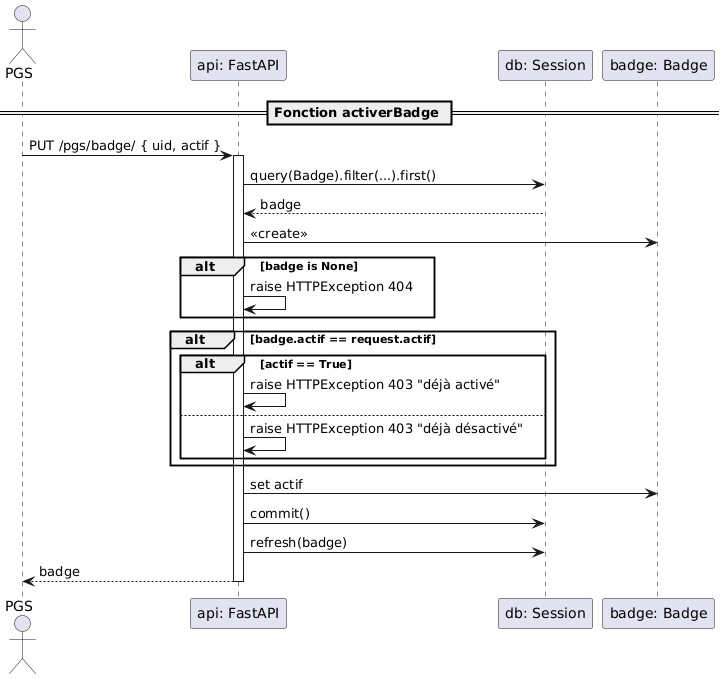 PGS
api: FastAPI
db: Session
badge: Badge
Fonction activerBadge
PUT /pgs/badge/ { uid, actif }
query(Badge).filter(...).first()
badge
«create»
alt [badge is None]
raise HTTPException 404
alt [badge.actif == request.actif]
alt [actif == True]
raise HTTPException 403 "déjà activé"
raise HTTPException 403 "déjà désactivé"
set actif
commit()
refresh(badge)
badge
PGS
api: FastAPI
db: Session
badge: Badge